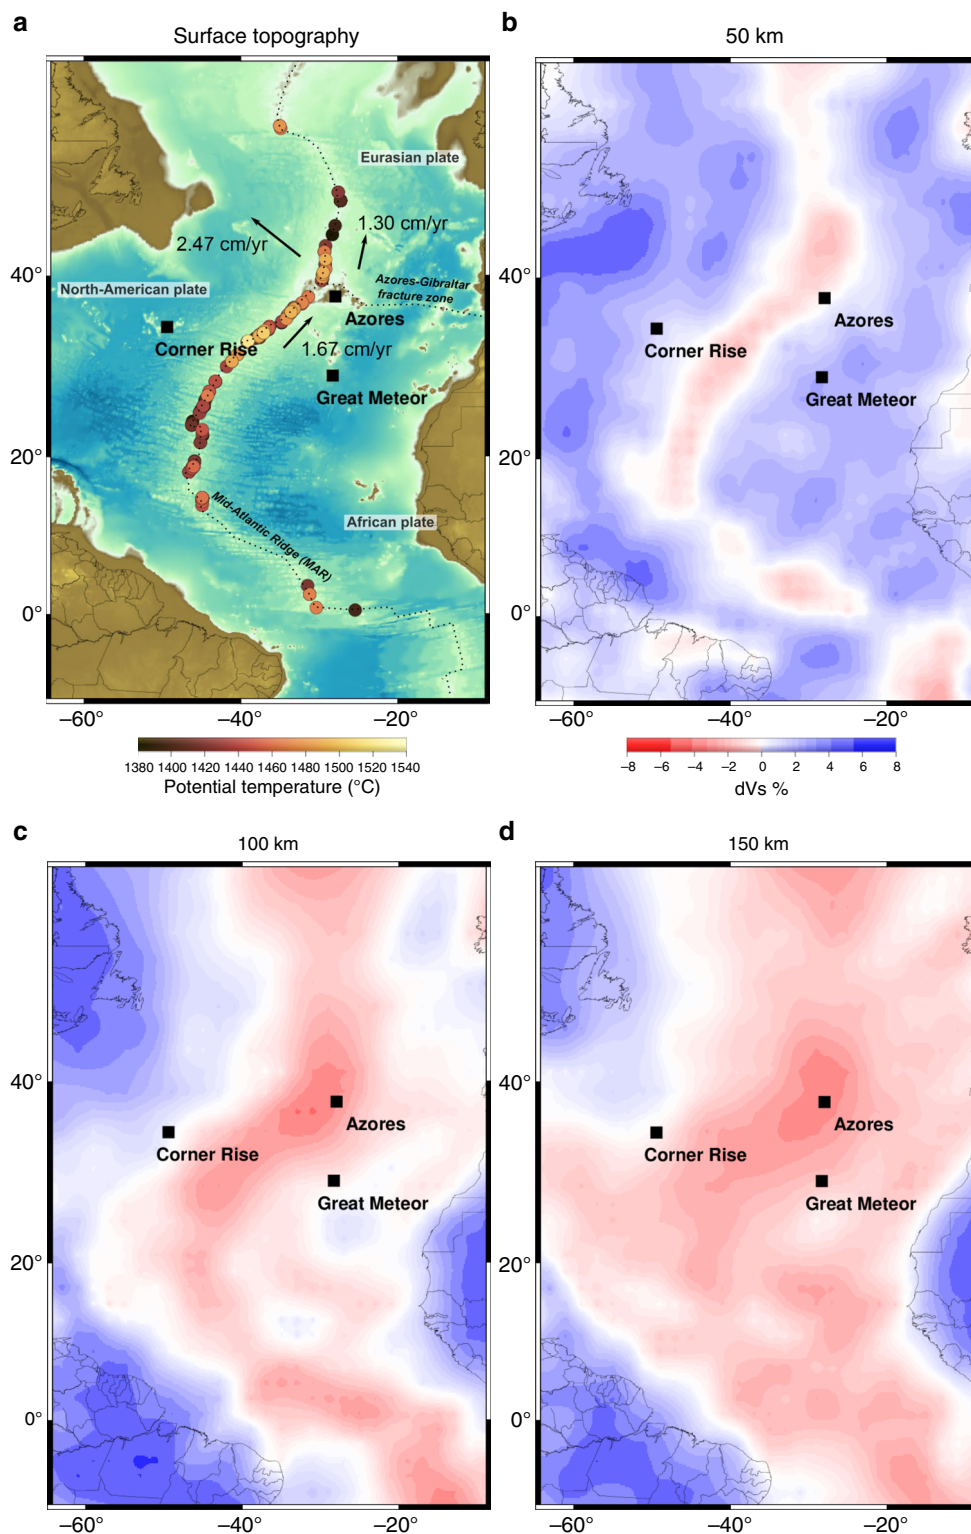 a
Surface topography
Eurasian plate
1.30 cm/yr
2.47 cm/yr
40°
North-American plate
Azores-Gibraltar
fracture zone
Azores
Corner Rise
1.67 cm/yr
Great Meteor
20°
Mid-Atlantic Ridge (MAR)
African plate
0°
−60°
−40°
−20°
1380 1400 1420 1440 1460 1480 1500 1520 1540
Potential temperature (°C)
b
50 km
40°
Azores
Corner Rise
Great Meteor
20°
0°
−60°
−40°
−20°
−8 −6 −4 −2 0 2 4 6 8
dVs %
c
100 km
40°
Azores
Corner Rise
Great Meteor
20°
0°
−60°
−40°
−20°
d
150 km
40°
Azores
Corner Rise
Great Meteor
20°
0°
−60°
−40°
−20°